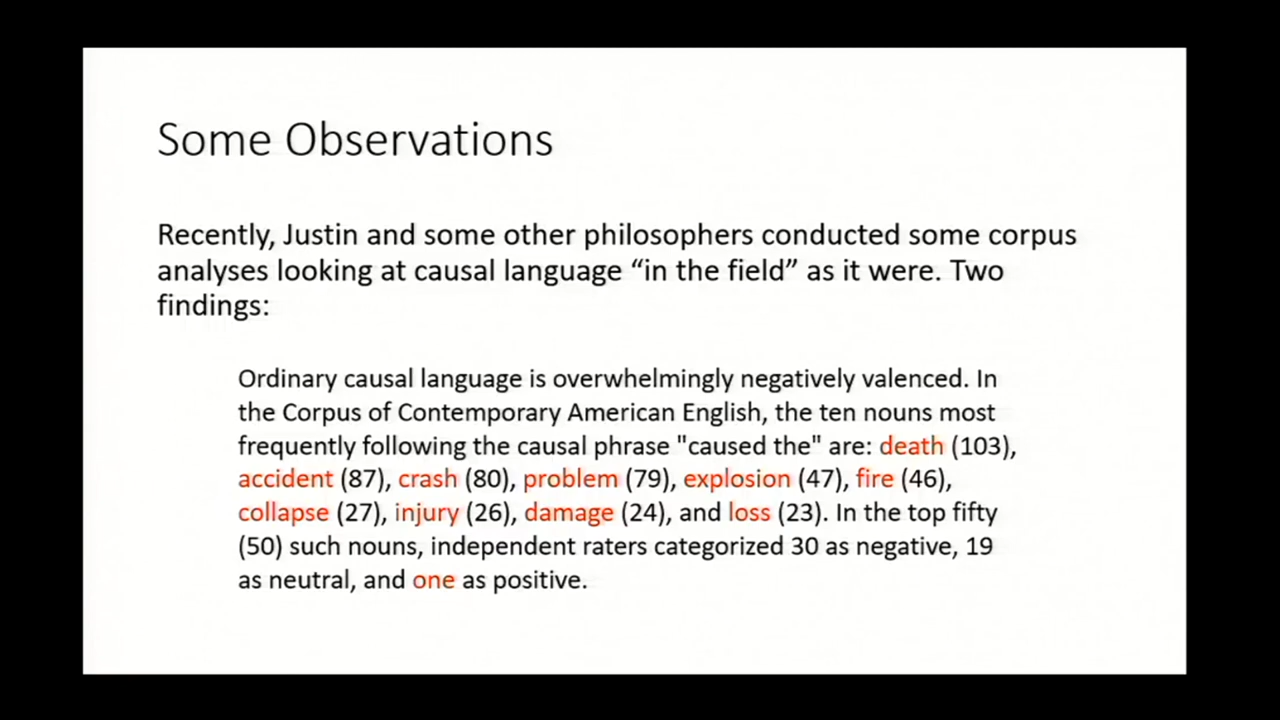 Some Observations
Recently, Justin and some other philosophers conducted some corpus
analyses looking at causal language “in the field” as it were. Two
findings:
Ordinary causal language is overwhelmingly negatively valenced. In
the Corpus of Contemporary American English, the ten nouns most
frequently following the causal phrase "caused the" are: death (103),
accident (87), crash (80), problem (79), explosion (47), fire (46),
collapse (27), injury (26), damage (24), and loss (23). In the top fifty
(50) such nouns, independent raters categorized 30 as negative, 19
as neutral, and one as positive.